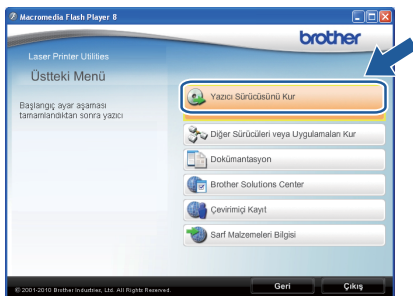 Macromedia Flash Player 8
brother
Laser Printer Utilities
Üstteki Menü
Başlangıç ayar aşaması
tamamlandıktan sonra yazıcı
Yazıcı Sürücüsünü Kur
Diğer Sürücüleri veya Uygulamaları Kur
Dokümantasyon
Brother Solutions Center
Çevirimiçi Kayıt
Sarf Malzemeleri Bilgisi
© 2001-2010 Brother Industries, Ltd. All Rights Reserved.
Geri
Çıkış